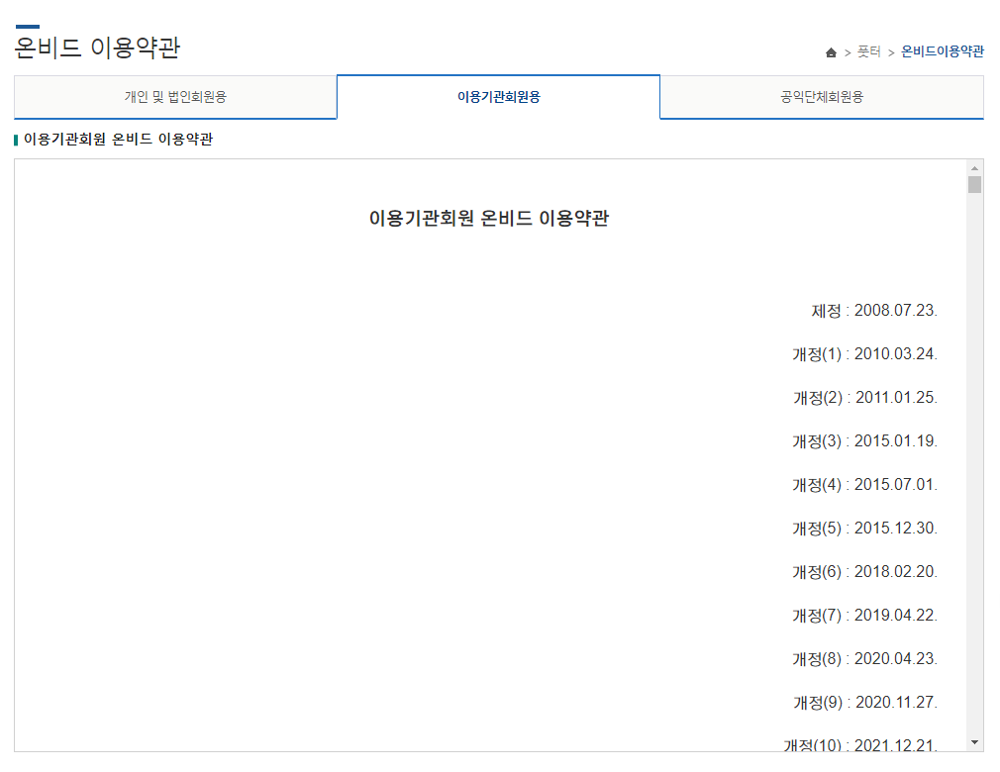 온비드 이용약관
> 풋터 > 온비드이용약관
개인 및 법인회원용
이용기관회원용
공익단체회원용
이용기관회원 온비드 이용약관
이용기관회원 온비드 이용약관
제정 : 2008.07.23.
개정(1) : 2010.03.24.
개정(2) : 2011.01.25.
개정(3) : 2015.01.19.
개정(4) : 2015.07.01.
개정(5) : 2015.12.30.
개정(6) : 2018.02.20.
개정(7) : 2019.04.22.
개정(8) : 2020.04.23.
개정(9) : 2020.11.27.
개정(10) : 2021.12.21.